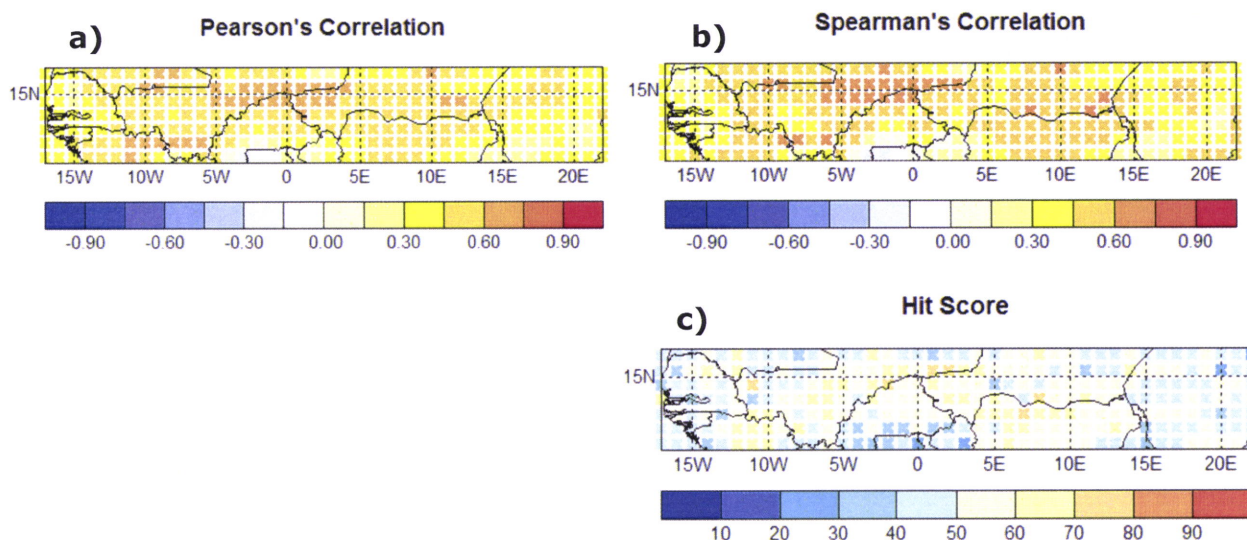 a)
Pearson's Correlation
15N
15W 10W 5W 0 5E 10E 15E 20E
-0.90 -0.60 -0.30 0.00 0.30 0.60 0.90
b)
Spearman's Correlation
15N
15W 10W 5W 0 5E 10E 15E 20E
-0.90 -0.60 -0.30 0.00 0.30 0.60 0.90
c)
Hit Score
15N
15W 10W 5W 0 5E 10E 15E 20E
10 20 30 40 50 60 70 80 90